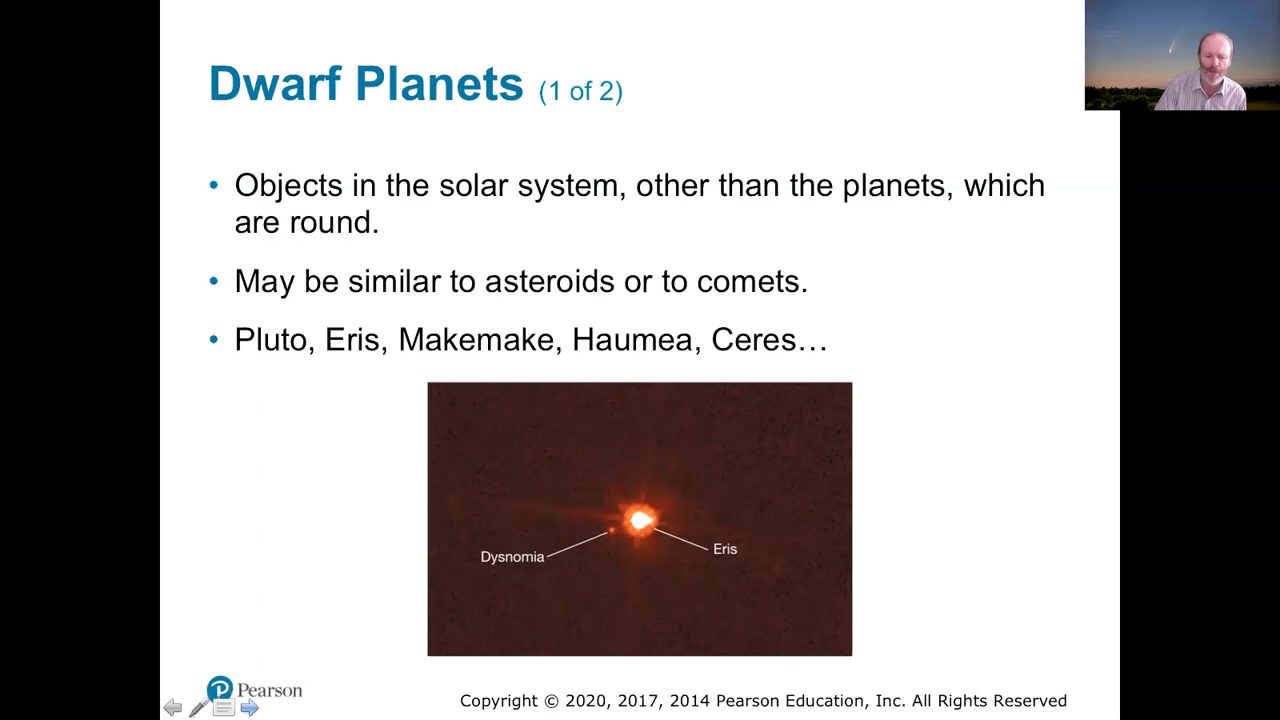 Dwarf Planets (1 of 2)
• Objects in the solar system, other than the planets, which
are round.
• May be similar to asteroids or to comets.
• Pluto, Eris, Makemake, Haumea, Ceres…
Dysnomia
Eris
Pearson
Copyright © 2020, 2017, 2014 Pearson Education, Inc. All Rights Reserved